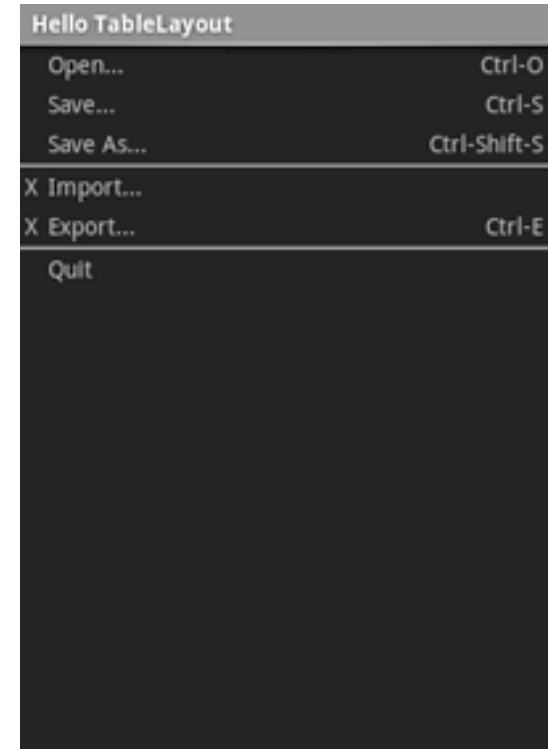 Hello TableLayout
Open... Ctrl-O
Save... Ctrl-S
Save As... Ctrl-Shift-S
X Import...
X Export... Ctrl-E
Quit